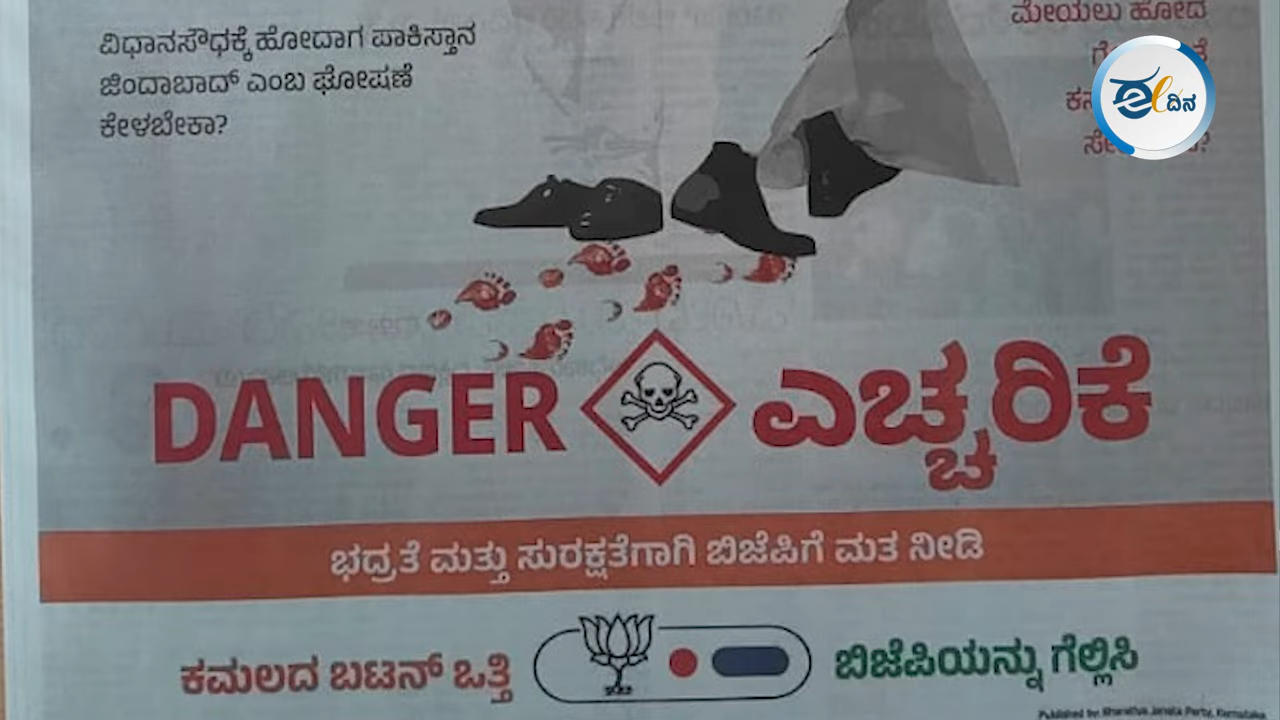 ವಿಧಾನಸೌಧಕ್ಕೆ ಹೋದಾಗ ಪಾಕಿಸ್ತಾನ
ಜಿಂದಾಬಾದ್ ಎಂಬ ಘೋಷಣೆ
ಕೇಳಬೇಕಾ?
ಮೇಯಲು ಹೋದ
ದಿನ
DANGER ಎಚ್ಚರಿಕೆ
ಭದ್ರತೆ ಮತ್ತು ಸುರಕ್ಷತೆಗಾಗಿ ಬಿಜೆಪಿಗೆ ಮತ ನೀಡಿ
ಕಮಲದ ಬಟನ್ ಒತ್ತಿ ಬಿಜೆಪಿಯನ್ನು ಗೆಲ್ಲಿಸಿ
Published by: Bharatiya Janata Party, Karnataka